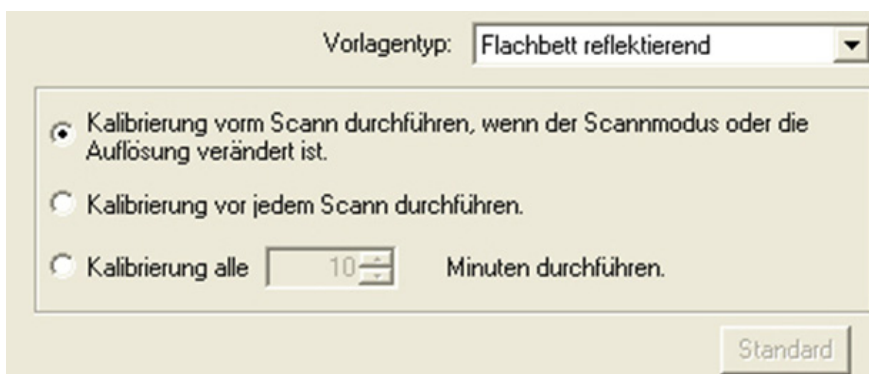 Vorlagentyp: Flachbett reflektierend
Kalibrierung vorm Scann durchführen, wenn der Scannmodus oder die
Auflösung verändert ist.
Kalibrierung vor jedem Scann durchführen.
Kalibrierung alle 10 Minuten durchführen.
Standard